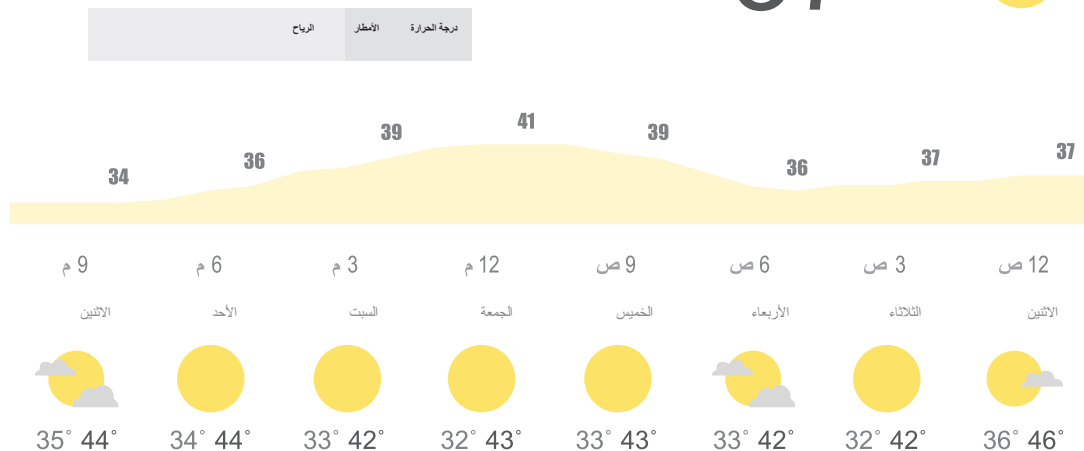 درجة الحرارة الأمطار الرياح
37 37 36 39 41 39 36 34
12 ص 3 ص 6 ص 9 ص 12 م 3 م 6 م 9 م
الاثنين الثلاثاء الأربعاء الخميس الجمعة السبت الأحد الاثنين
46° 36° 42° 32° 42° 33° 43° 33° 43° 32° 42° 33° 44° 34° 44° 35°